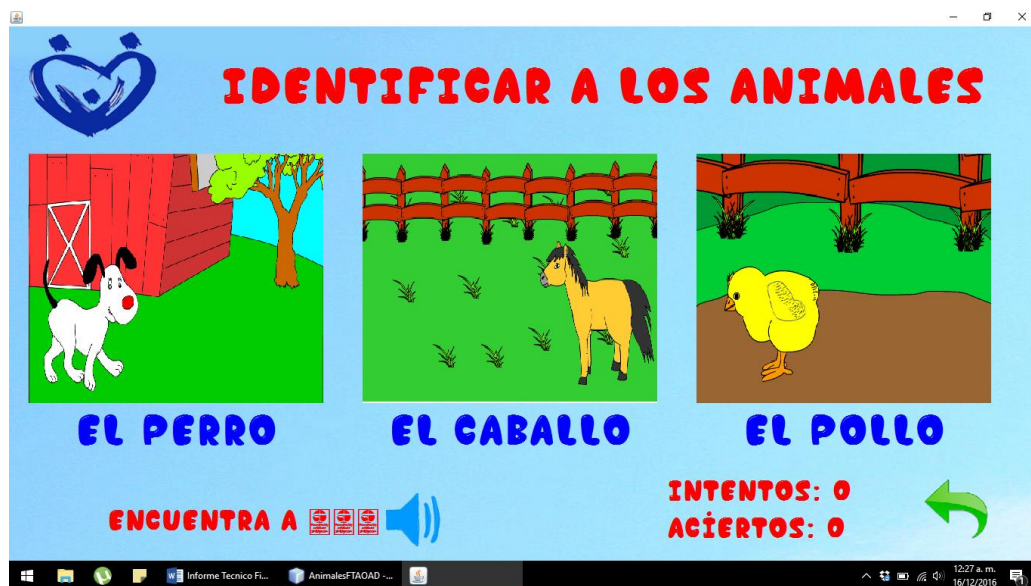 IDENTIFICAR A LOS ANIMALES
EL PERRO
EL CABALLO
EL POLLO
ENCUENTRA A
INTENTOS: 0
ACIERTOS: 0
Informe Tecnico Fi...
AnimalesFTAOAD -...
12:27 a. m.
16/12/2016